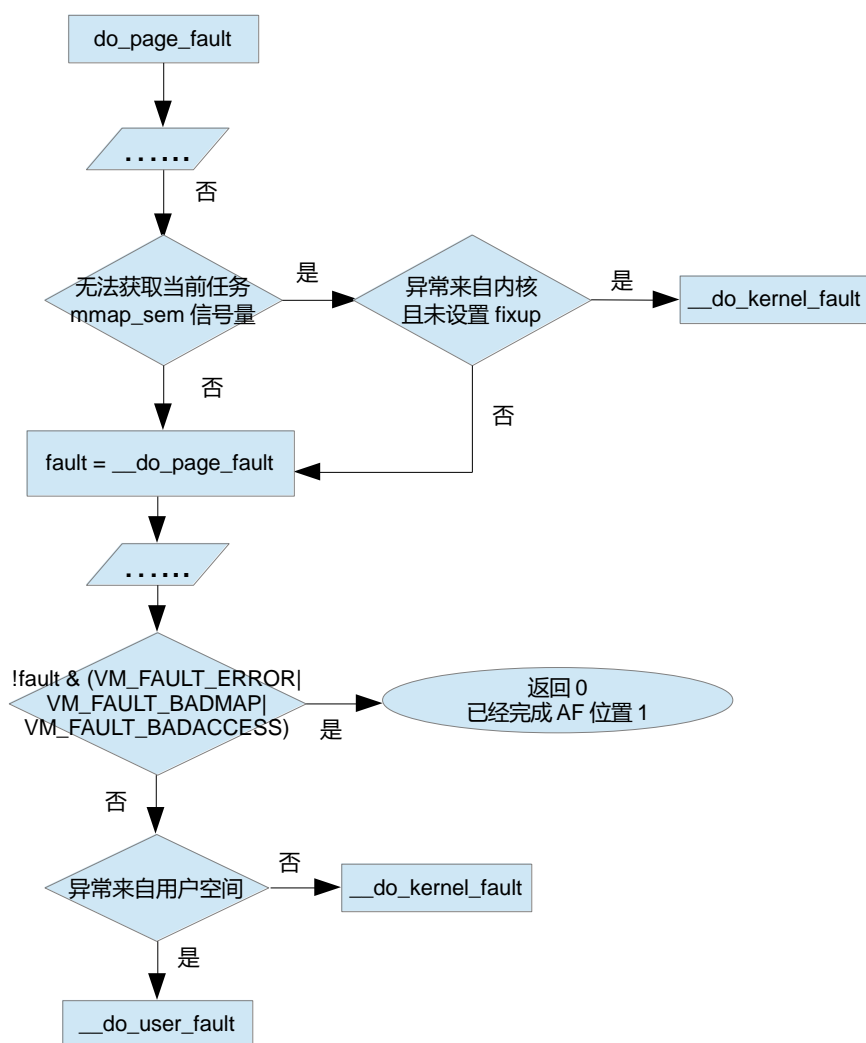 do_page_fault
......
否
无法获取当前任务
mmap_sem 信号量
是
异常来自内核
且未设置 fixup
是
__do_kernel_fault
否
否
fault = __do_page_fault
......
!fault & (VM_FAULT_ERROR|
VM_FAULT_BADMAP|
VM_FAULT_BADACCESS)
是
返回 0
已经完成 AF 位置 1
否
异常来自用户空间
否
__do_kernel_fault
是
__do_user_fault